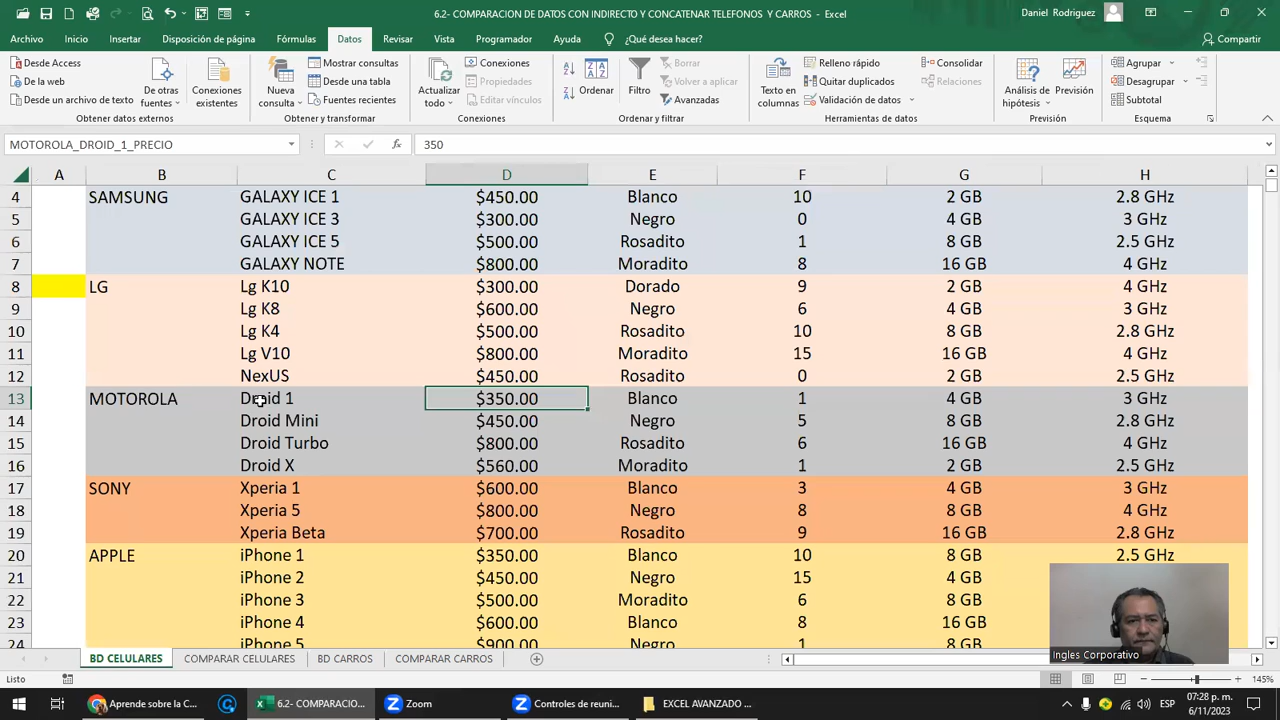 6.2- COMPARACION DE DATOS CON INDIRECTO Y CONCATENAR TELEFONOS Y CARROS - Excel
Daniel Rodriguez
Archivo Inicio Insertar Disposición de página Fórmulas Datos Revisar Vista Programador Ayuda ¿Qué desea hacer? Compartir
Desde Access
De la web
Desde un archivo de texto
De otras fuentes
Conexiones existentes
Obtener datos externos
Nueva consulta
Mostrar consultas
Desde una tabla
Fuentes recientes
Obtener y transformar
Actualizar todo
Conexiones
Propiedades
Editar vínculos
Conexiones
Ordenar
Filtro
Borrar
Volver a aplicar
Avanzadas
Ordenar y filtrar
Texto en columnas
Relleno rápido
Quitar duplicados
Validación de datos
Consolidar
Relaciones
Herramientas de datos
Análisis de hipótesis
Previsión
Previsión
Agrupar
Desagrupar
Subtotal
Esquema
MOTOROLA_DROID_1_PRECIO fx 350
A B C D E F G H
4 SAMSUNG GALAXY ICE 1 $450.00 Blanco 10 2 GB 2.8 GHz
5 GALAXY ICE 3 $300.00 Negro 0 4 GB 3 GHz
6 GALAXY ICE 5 $500.00 Rosadito 1 8 GB 2.5 GHz
7 GALAXY NOTE $800.00 Moradito 8 16 GB 4 GHz
8 LG Lg K10 $300.00 Dorado 9 2 GB 4 GHz
9 Lg K8 $600.00 Negro 6 4 GB 3 GHz
10 Lg K4 $500.00 Rosadito 10 8 GB 2.8 GHz
11 Lg V10 $800.00 Moradito 15 16 GB 4 GHz
12 NexUS $450.00 Rosadito 0 2 GB 2.5 GHz
13 MOTOROLA Droid 1 $350.00 Blanco 1 4 GB 3 GHz
14 Droid Mini $450.00 Negro 5 8 GB 2.8 GHz
15 Droid Turbo $800.00 Rosadito 6 16 GB 4 GHz
16 Droid X $560.00 Moradito 1 2 GB 2.5 GHz
17 SONY Xperia 1 $600.00 Blanco 3 4 GB 3 GHz
18 Xperia 5 $800.00 Negro 8 8 GB 4 GHz
19 Xperia Beta $700.00 Rosadito 9 16 GB 2.8 GHz
20 APPLE iPhone 1 $350.00 Blanco 10 8 GB 2.5 GHz
21 iPhone 2 $450.00 Negro 15 4 GB
22 iPhone 3 $500.00 Moradito 6 8 GB
23 iPhone 4 $600.00 Blanco 8 16 GB
24 iPhone 5 $900.00 Negro 1 8 GB
Ingles Corporativo
BD CELULARES COMPARAR CELULARES BD CARROS COMPARAR CARROS
Listo 145%
Aprende sobre la C... 6.2- COMPARACIO... Zoom Controles de reuni... EXCEL AVANZADO ... ESP 07:28 p. m.
6/11/2023